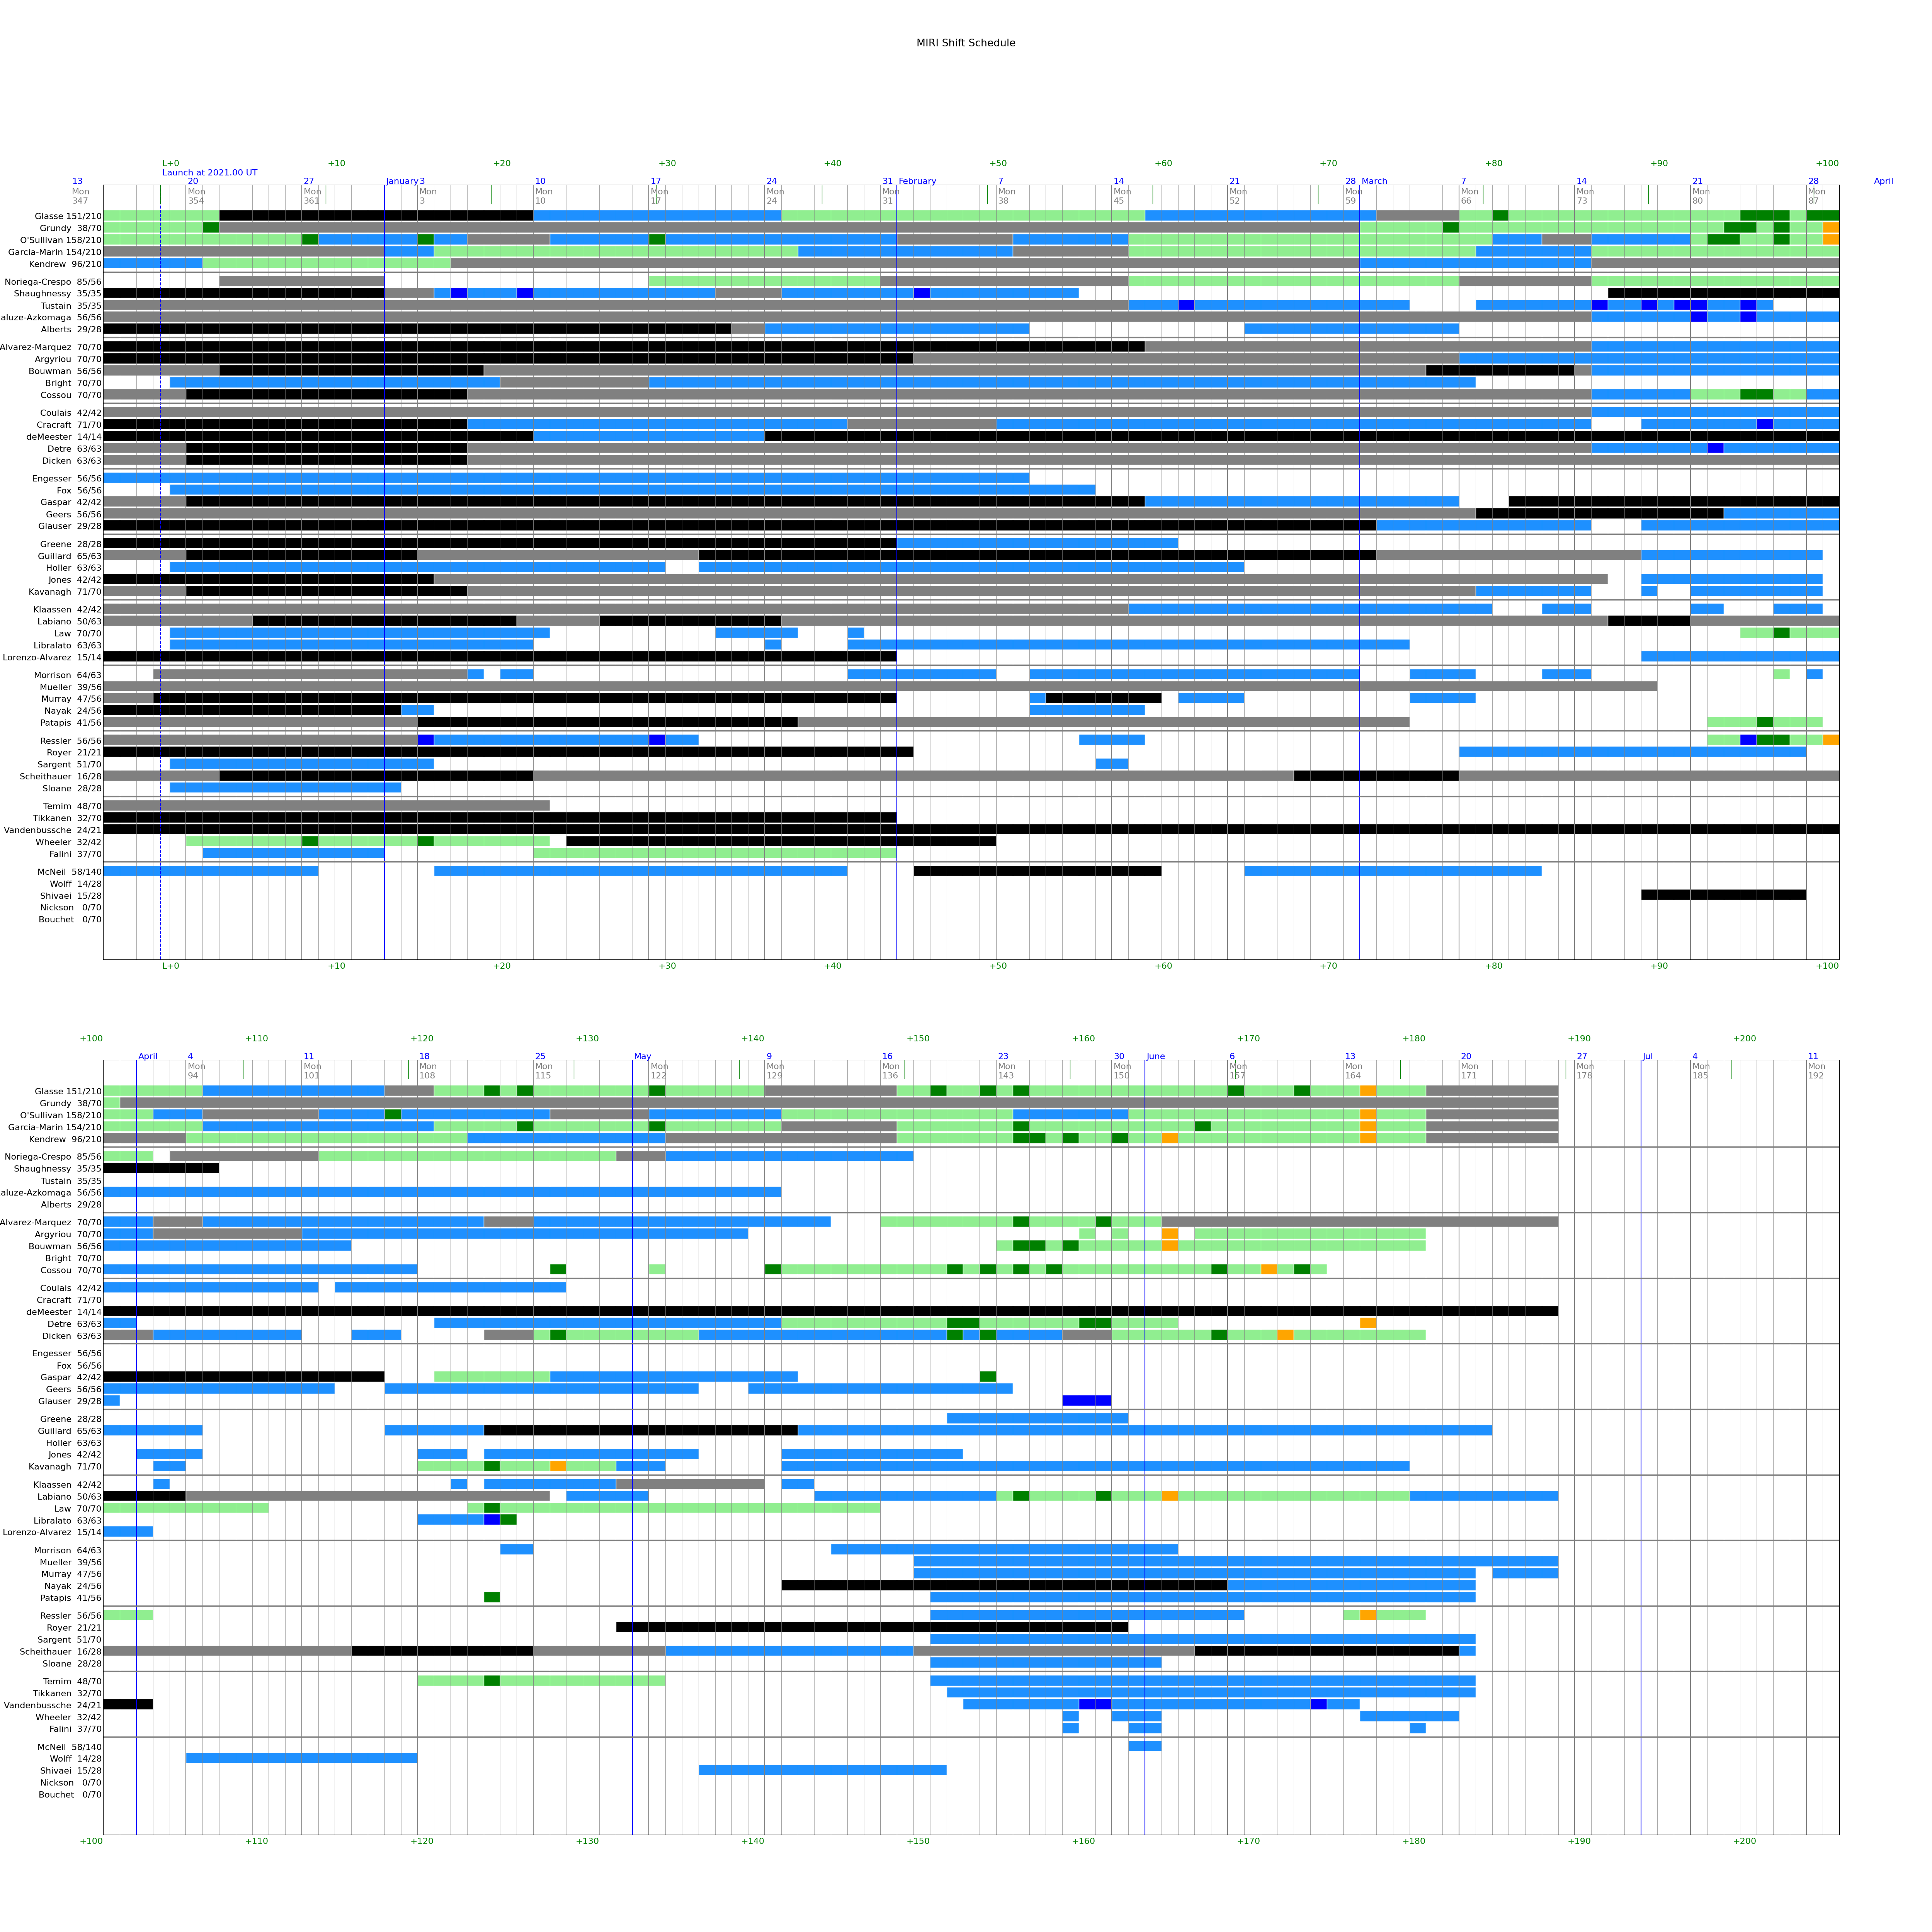 MIRI Shift Schedule
L+0 +10 +20 +30 +40 +50 +60 +70 +80 +90 +100
Launch at 2021.00 UT
13 20 27 January 3 10 17 24 31 February 7 14 21 28 March 7 14 21 28 April
Mon Mon Mon Mon Mon Mon Mon Mon Mon Mon Mon Mon Mon Mon Mon
347 354 361 3 10 17 24 31 38 45 52 59 66 73 80 87
Glasse 151/210
Grundy 38/70
O'Sullivan 158/210
Garcia-Marin 154/210
Kendrew 96/210
Noriega-Crespo 85/56
Shaughnessy 35/35
Tustain 35/35
aluze-Azkomaga 56/56
Alberts 29/28
Alvarez-Marquez 70/70
Argyriou 70/70
Bouwman 56/56
Bright 70/70
Cossou 70/70
Coulais 42/42
Cracraft 71/70
deMeester 14/14
Detre 63/63
Dicken 63/63
Engesser 56/56
Fox 56/56
Gaspar 42/42
Geers 56/56
Glauser 29/28
Greene 28/28
Guillard 65/63
Holler 63/63
Jones 42/42
Kavanagh 71/70
Klaassen 42/42
Labiano 50/63
Law 70/70
Libralato 63/63
Lorenzo-Alvarez 15/14
Morrison 64/63
Mueller 39/56
Murray 47/56
Nayak 24/56
Patapis 41/56
Ressler 56/56
Royer 21/21
Sargent 51/70
Scheithauer 16/28
Sloane 28/28
Temim 48/70
Tikkanen 32/70
Vandenbussche 24/21
Wheeler 32/42
Falini 37/70
McNeil 58/140
Wolff 14/28
Shivaei 15/28
Nickson 0/70
Bouchet 0/70
L+0 +10 +20 +30 +40 +50 +60 +70 +80 +90 +100
+100 +110 +120 +130 +140 +150 +160 +170 +180 +190 +200
April 4 11 18 25 May 9 16 23 30 June 6 13 20 27 Jul 4 11
Mon Mon Mon Mon Mon Mon Mon Mon Mon Mon Mon Mon Mon Mon Mon
94 101 108 115 122 129 136 143 150 157 164 171 178 185 192
Glasse 151/210
Grundy 38/70
O'Sullivan 158/210
Garcia-Marin 154/210
Kendrew 96/210
Noriega-Crespo 85/56
Shaughnessy 35/35
Tustain 35/35
aluze-Azkomaga 56/56
Alberts 29/28
Alvarez-Marquez 70/70
Argyriou 70/70
Bouwman 56/56
Bright 70/70
Cossou 70/70
Coulais 42/42
Cracraft 71/70
deMeester 14/14
Detre 63/63
Dicken 63/63
Engesser 56/56
Fox 56/56
Gaspar 42/42
Geers 56/56
Glauser 29/28
Greene 28/28
Guillard 65/63
Holler 63/63
Jones 42/42
Kavanagh 71/70
Klaassen 42/42
Labiano 50/63
Law 70/70
Libralato 63/63
Lorenzo-Alvarez 15/14
Morrison 64/63
Mueller 39/56
Murray 47/56
Nayak 24/56
Patapis 41/56
Ressler 56/56
Royer 21/21
Sargent 51/70
Scheithauer 16/28
Sloane 28/28
Temim 48/70
Tikkanen 32/70
Vandenbussche 24/21
Wheeler 32/42
Falini 37/70
McNeil 58/140
Wolff 14/28
Shivaei 15/28
Nickson 0/70
Bouchet 0/70
+100 +110 +120 +130 +140 +150 +160 +170 +180 +190 +200